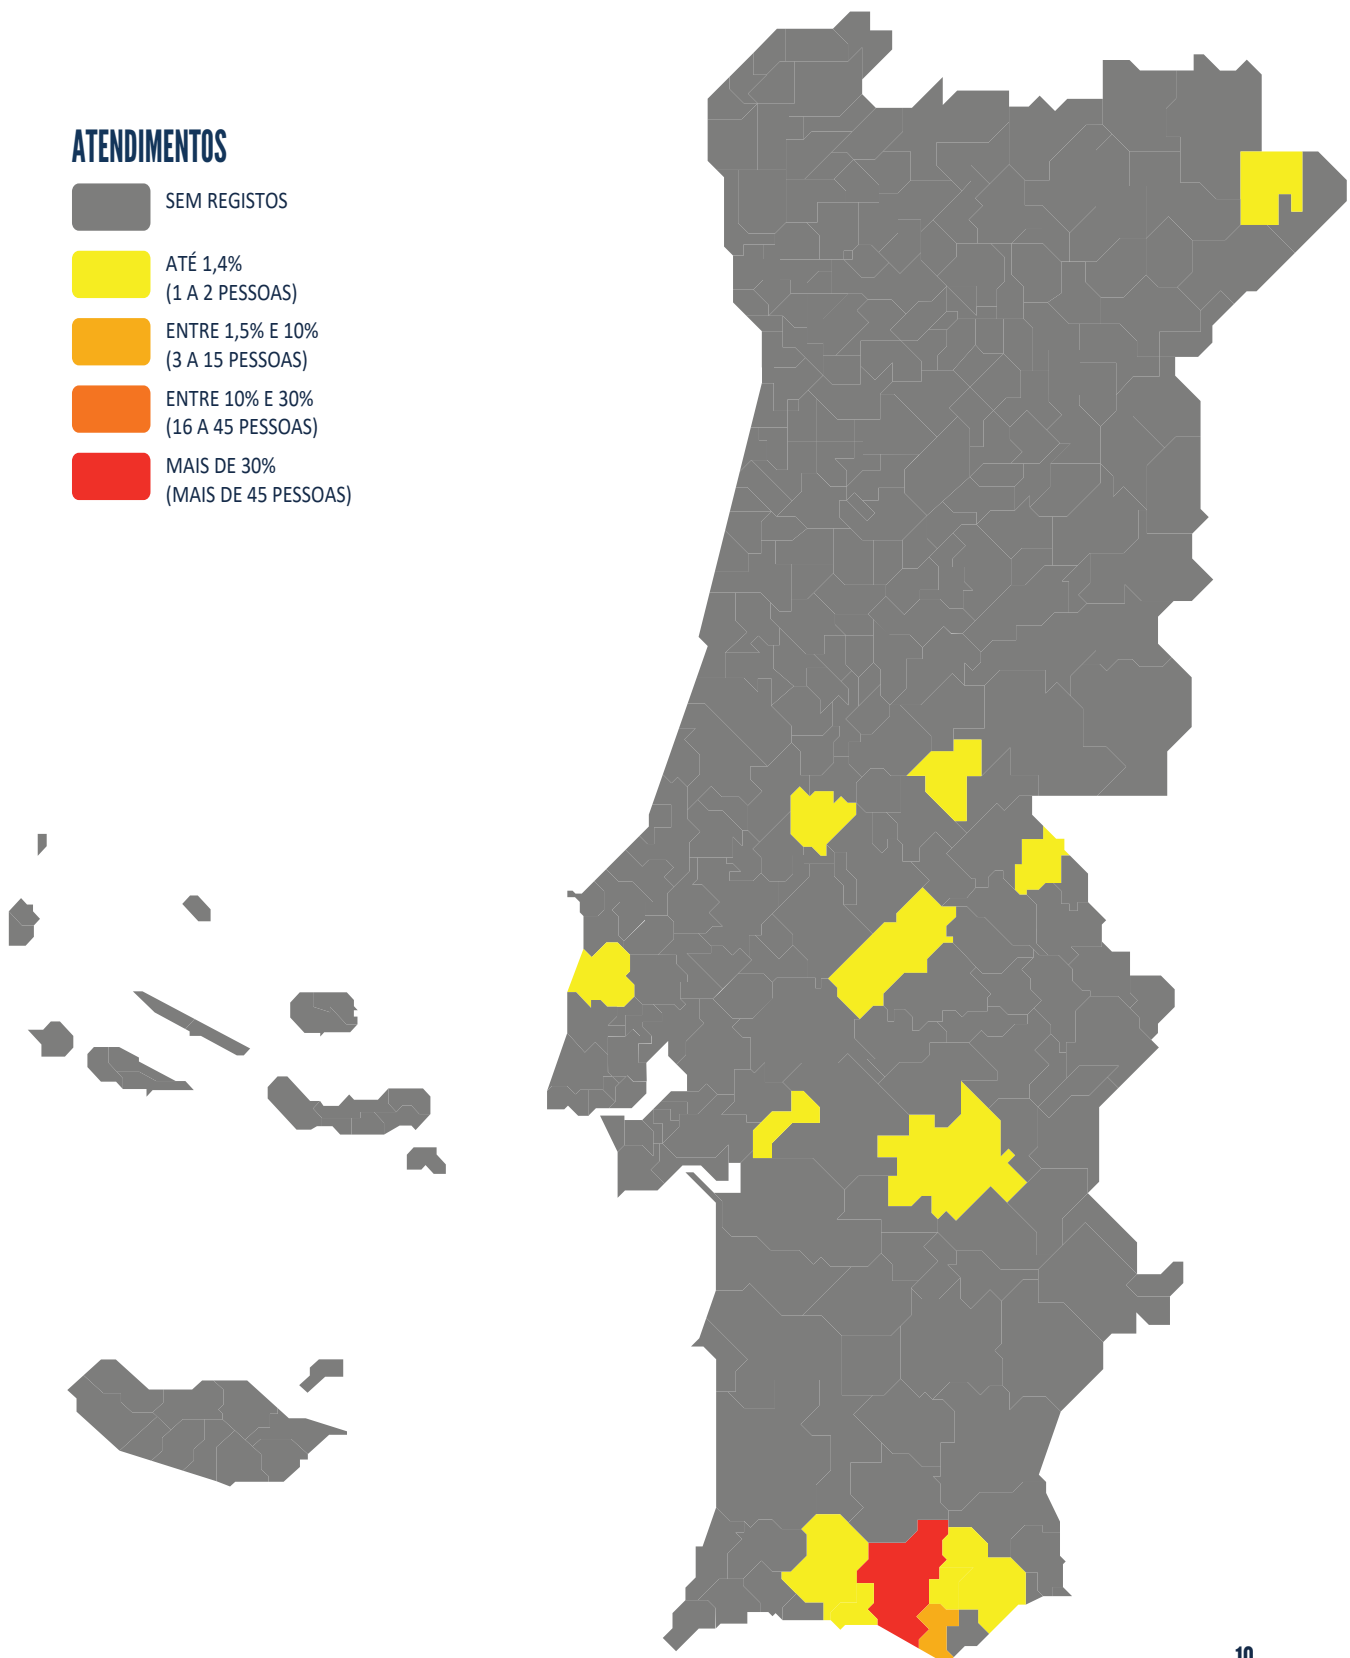 ATENDIMENTOS
SEM REGISTOS
ATÉ 1,4%
(1 A 2 PESSOAS)
ENTRE 1,5% E 10%
(3 A 15 PESSOAS)
ENTRE 10% E 30%
(16 A 45 PESSOAS)
MAIS DE 30%
(MAIS DE 45 PESSOAS)
10